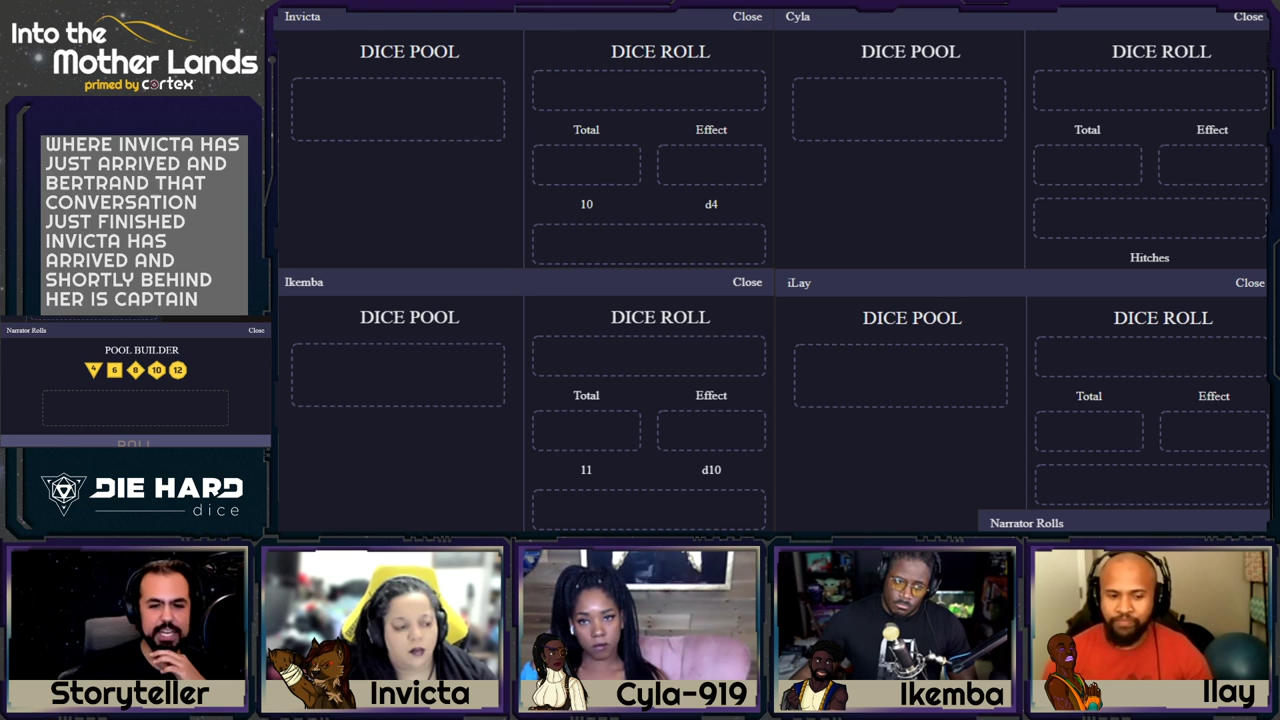 Into the
Mother Lands
primed by cortex
WHERE INVICTA HAS
JUST ARRIVED AND
BERTRAND THAT
CONVERSATION
JUST FINISHED
INVICTA HAS
ARRIVED AND
SHORTLY BEHIND
HER IS CAPTAIN
Narrator Rolls Close
POOL BUILDER
4 6 8 10 12
ROLL
DIE HARD
dice
Invicta Close
DICE POOL DICE ROLL
Total Effect
10 d4
Cyla Close
DICE POOL DICE ROLL
Total Effect
Hitches
Ikemba Close
DICE POOL DICE ROLL
Total Effect
11 d10
iLay Close
DICE POOL DICE ROLL
Total Effect
Narrator Rolls
Storyteller
Invicta
Cyla-919
Ikemba
Ilay